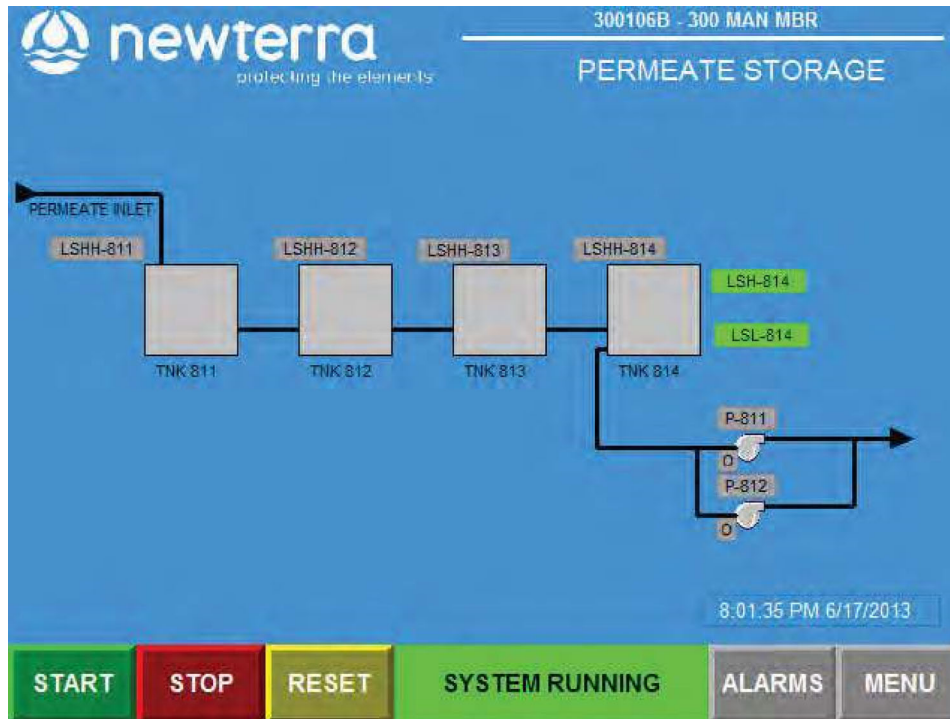 300106B - 300 MAN MBR
newterra
protecting the elements
PERMEATE STORAGE
PERMEATE INLET
LSHH-811
LSHH-812
LSHH-813
LSHH-814
LSH-814
LSL-814
TNK 811
TNK 812
TNK 813
TNK 814
P-811
O
P-812
O
8:01:35 PM 6/17/2013
START
STOP
RESET
SYSTEM RUNNING
ALARMS
MENU